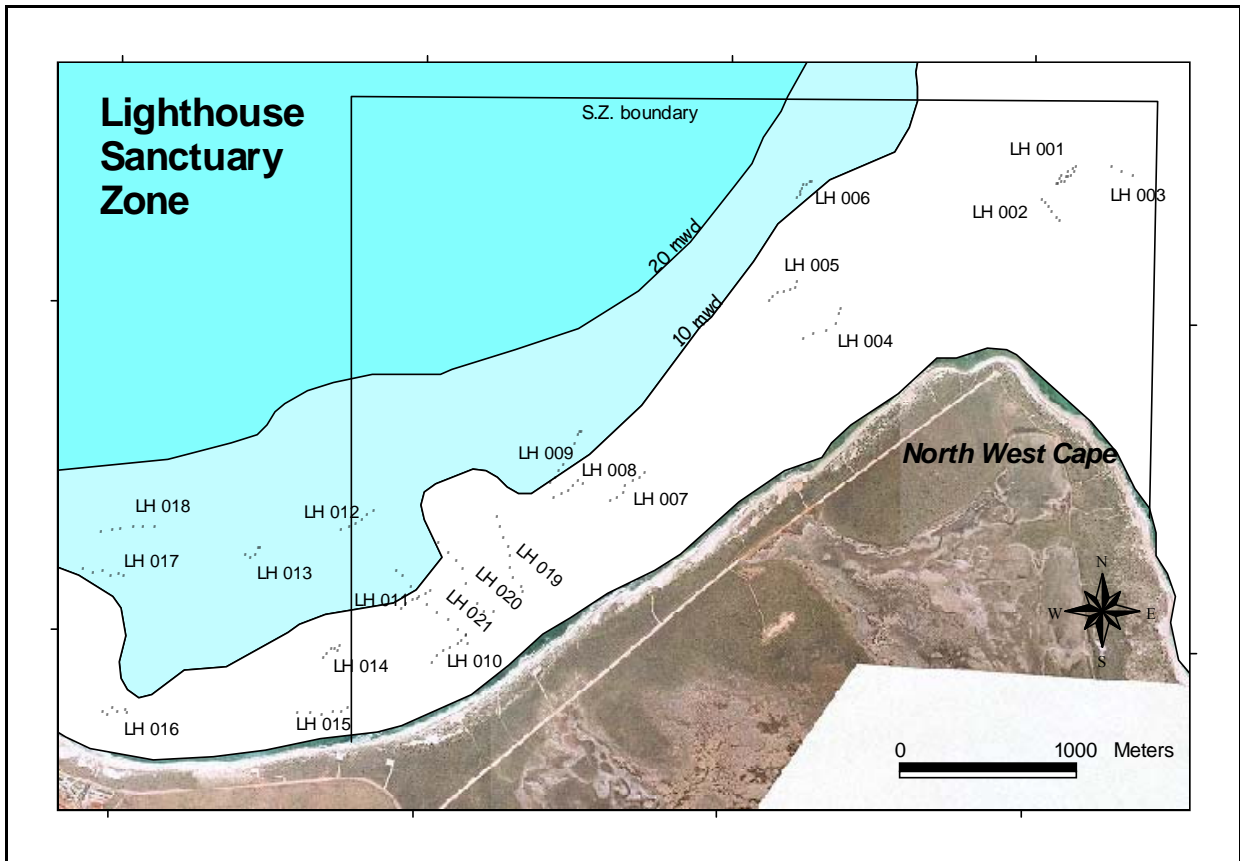 Lighthouse
Sanctuary
Zone
S.Z. boundary
LH 001
LH 003
LH 002
LH 006
20 mwd
LH 005
10 mwd
LH 004
North West Cape
LH 009
LH 008
LH 007
LH 018
LH 012
LH 017
LH 013
LH 019
LH 020
LH 011
LH 021
LH 014
LH 010
LH 016
LH 015
N
W
E
S
0 1000 Meters